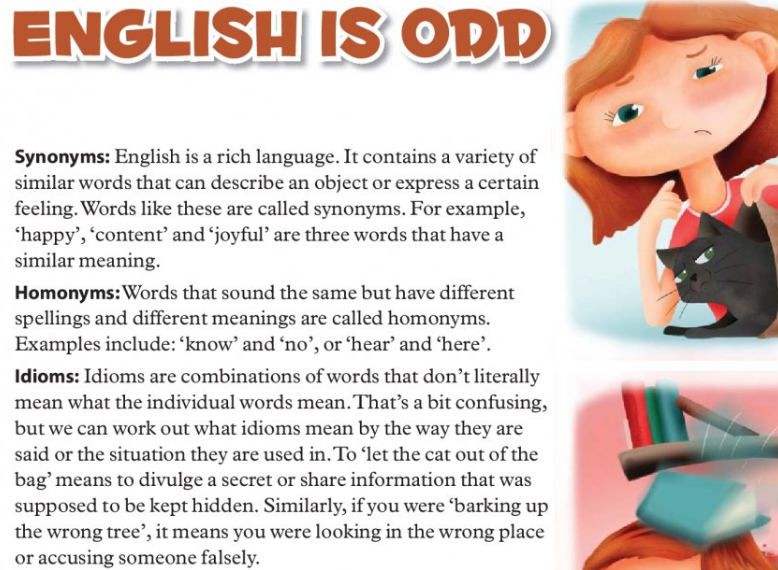 ENGLISH IS ODD
Synonyms: English is a rich language. It contains a variety of
similar words that can describe an object or express a certain
feeling. Words like these are called synonyms. For example,
‘happy’, ‘content’ and ‘joyful’ are three words that have a
similar meaning.
Homonyms: Words that sound the same but have different
spellings and different meanings are called homonyms.
Examples include: ‘know’ and ‘no’, or ‘hear’ and ‘here’.
Idioms: Idioms are combinations of words that don’t literally
mean what the individual words mean. That’s a bit confusing,
but we can work out what idioms mean by the way they are
said or the situation they are used in. To ‘let the cat out of the
bag’ means to divulge a secret or share information that was
supposed to be kept hidden. Similarly, if you were ‘barking up
the wrong tree’, it means you were looking in the wrong place
or accusing someone falsely.